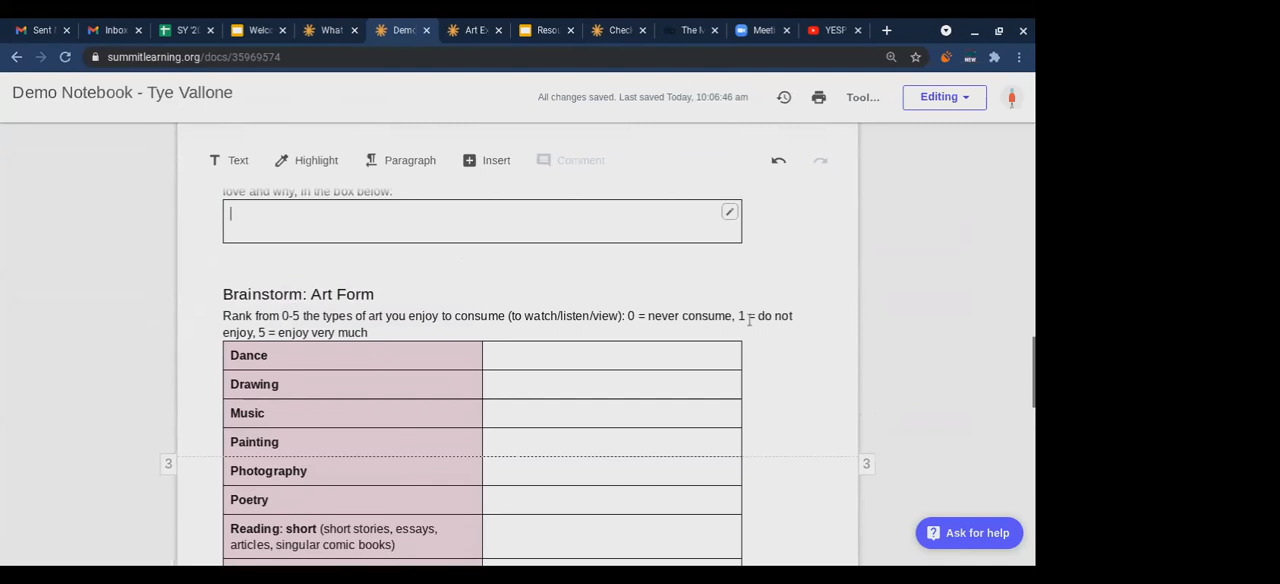 Sent
Inbox
SY '2
Welco
What
Demo
Art Ex
Resou
Check
The M
Meeti
YESP
summitlearning.org/docs/35969574
NEW
Demo Notebook - Tye Vallone
All changes saved. Last saved Today, 10:06:46 am
Tool...
Editing
Text
Highlight
Paragraph
Insert
Comment
love and why, in the box below.
Brainstorm: Art Form
Rank from 0-5 the types of art you enjoy to consume (to watch/listen/view): 0 = never consume, 1 = do not
enjoy, 5 = enjoy very much
Dance
Drawing
Music
Painting
3
3
Photography
Poetry
Reading: short (short stories, essays,
articles, singular comic books)
Ask for help